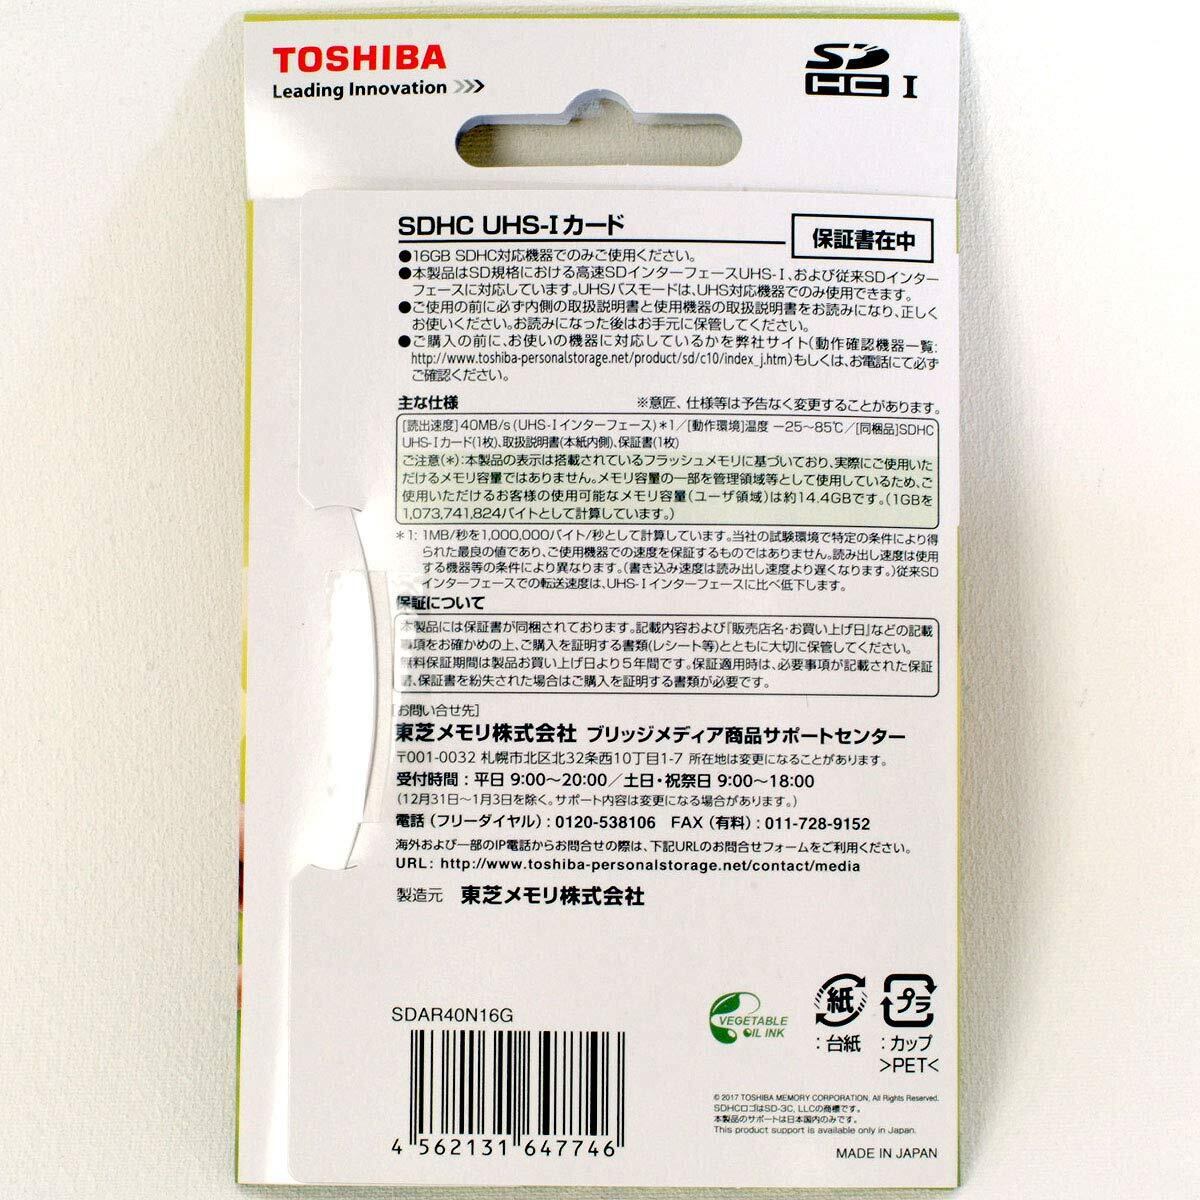 TOSHIBA
Leading Innovation >>>
SD
HC I
SDHC UHS-Iカード
保証書在中
●16GB SDHC対応機器でのみご使用ください。
●本製品はSD規格における高速SDインターフェースUHS-I、および従来SDインター
フェースに対応しています。UHSバスモードは、UHS対応機器でのみ使用できます。
●ご使用の前に必ず内側の取扱説明書と使用機器の取扱説明書をお読みになり、正しく
お使いください。お読みになった後はお手元に保管してください。
●ご購入の前に、お使いの機器に対応しているかを弊社サイト(動作確認機器一覧:
http://www.toshiba-personalstorage.net/product/sd/c10/index_j.htm)もしくは、お電話にて必ず
ご確認ください。
主な仕様
※意匠、仕様等は予告なく変更することがあります。
[読出速度]40MB/s(UHS-Iインターフェース)*1/[動作環境]温度 −25〜85℃/[同梱品]SDHC
UHS-Iカード(1枚)、取扱説明書(本紙内側)、保証書(1枚)
ご注意(*):本製品の表示は搭載されているフラッシュメモリに基づいており、実際にご使用いた
だけるメモリ容量ではありません。メモリ容量の一部を管理領域等として使用しているため、ご
使用いただけるお客様の使用可能なメモリ容量(ユーザ領域)は約14.4GBです。(1GBを
1,073,741,824バイトとして計算しています。)
*1: 1MB/秒を1,000,000バイト/秒として計算しています。当社の試験環境で特定の条件により得
られた最良の値であり、ご使用機器での速度を保証するものではありません。読み出し速度は使用
する機器等の条件により異なります。(書き込み速度は読み出し速度より遅くなります。)従来SD
インターフェースでの転送速度は、UHS-Iインターフェースに比べ低下します。
保証について
本製品には保証書が同梱されております。記載内容および「販売店名・お買い上げ日」などの記載
事項をお確かめの上、ご購入を証明する書類(レシート等)とともに大切に保管してください。
無料保証期間は製品お買い上げ日より5年間です。保証適用時は、必要事項が記載された保証
書、保証書を紛失された場合はご購入を証明する書類が必要です。
[お問い合せ先]
東芝メモリ株式会社 ブリッジメディア商品サポートセンター
〒001-0032 札幌市北区北32条西10丁目1-7 所在地は変更になることがあります。
受付時間:平日 9:00〜20:00/土日・祝祭日 9:00〜18:00
(12月31日〜1月3日を除く。サポート内容は変更になる場合があります。)
電話(フリーダイヤル):0120-538106 FAX(有料):011-728-9152
海外および一部のIP電話からお問合せの際は、下記URLのお問合せフォームをご利用ください。
URL: http://www.toshiba-personalstorage.net/contact/media
製造元 東芝メモリ株式会社
SDAR40N16G
VEGETABLE
OIL INK
紙
:台紙
プラ
:カップ
>PET<
4 562131 647746
© 2017 TOSHIBA MEMORY CORPORATION, All Rights Reserved.
SDHCロゴはSD-3C, LLCの商標です。
本製品のサポートは日本国内のみです。
This product support is available only in Japan.
MADE IN JAPAN